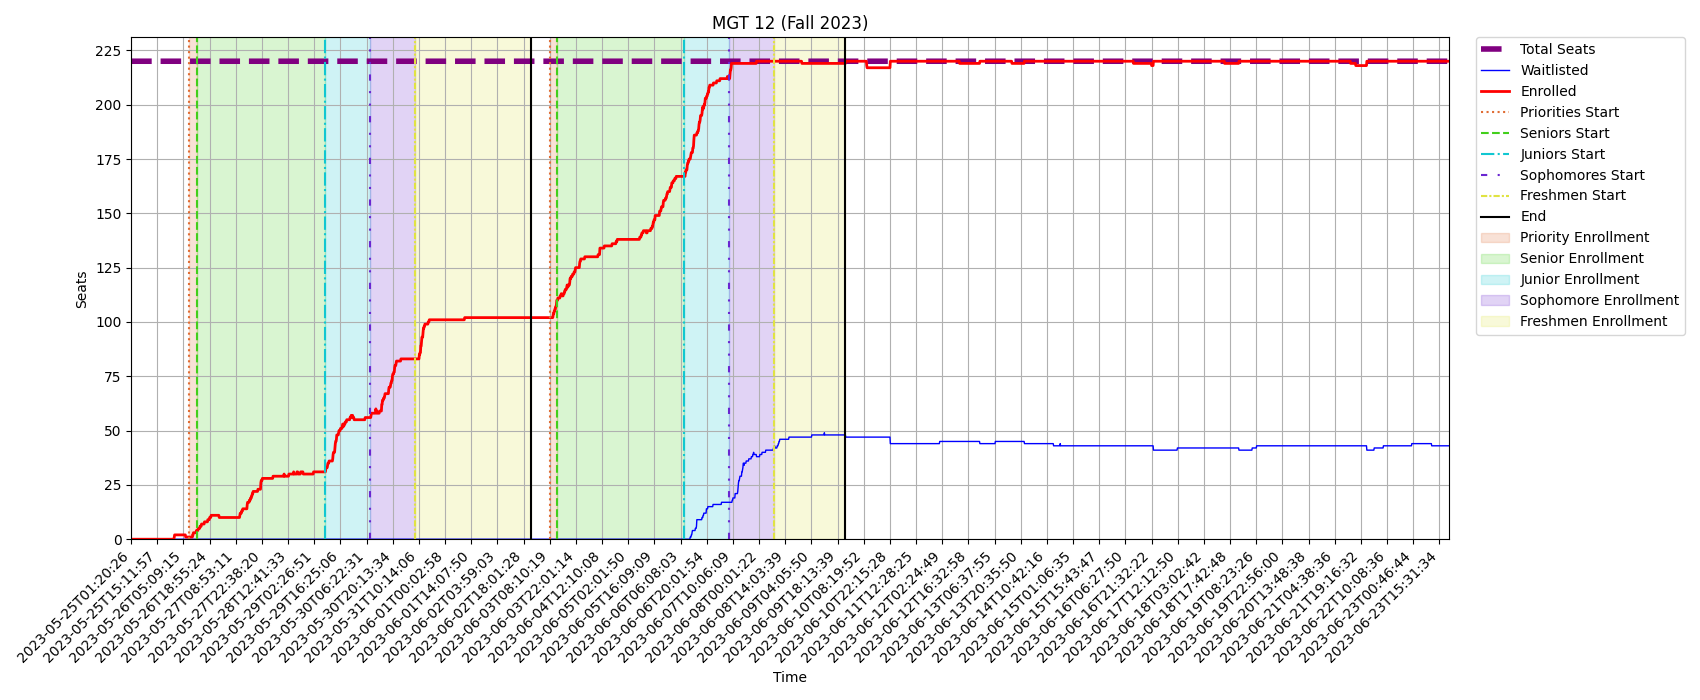 MGT 12 (Fall 2023)
Seats
225
200
175
150
125
100
75
50
25
0
2023-05-25T01:20:26
2023-05-25T15:11:57
2023-05-26T05:09:15
2023-05-26T18:55:24
2023-05-27T08:53:11
2023-05-27T22:38:20
2023-05-28T12:41:33
2023-05-29T02:26:51
2023-05-29T16:25:06
2023-05-30T06:22:31
2023-05-30T20:13:34
2023-05-31T10:14:06
2023-06-01T00:02:58
2023-06-01T14:07:50
2023-06-02T03:59:03
2023-06-02T18:01:28
2023-06-03T08:10:19
2023-06-03T22:01:14
2023-06-04T12:10:08
2023-06-05T02:01:50
2023-06-05T16:09:09
2023-06-06T06:08:03
2023-06-06T20:01:54
2023-06-07T10:06:09
2023-06-08T00:01:22
2023-06-08T14:03:39
2023-06-09T04:05:50
2023-06-09T18:13:39
2023-06-10T08:19:52
2023-06-10T22:15:28
2023-06-11T12:28:25
2023-06-12T02:24:49
2023-06-12T16:32:58
2023-06-13T06:37:55
2023-06-13T20:35:50
2023-06-14T10:42:16
2023-06-15T01:06:35
2023-06-15T15:43:47
2023-06-16T06:27:50
2023-06-16T21:32:22
2023-06-17T12:12:50
2023-06-18T03:02:42
2023-06-18T17:42:48
2023-06-19T08:23:26
2023-06-19T22:56:00
2023-06-20T13:48:38
2023-06-21T04:38:36
2023-06-21T19:16:32
2023-06-22T10:08:36
2023-06-23T00:46:44
2023-06-23T15:31:34
Time
Total Seats
Waitlisted
Enrolled
Priorities Start
Seniors Start
Juniors Start
Sophomores Start
Freshmen Start
End
Priority Enrollment
Senior Enrollment
Junior Enrollment
Sophomore Enrollment
Freshmen Enrollment